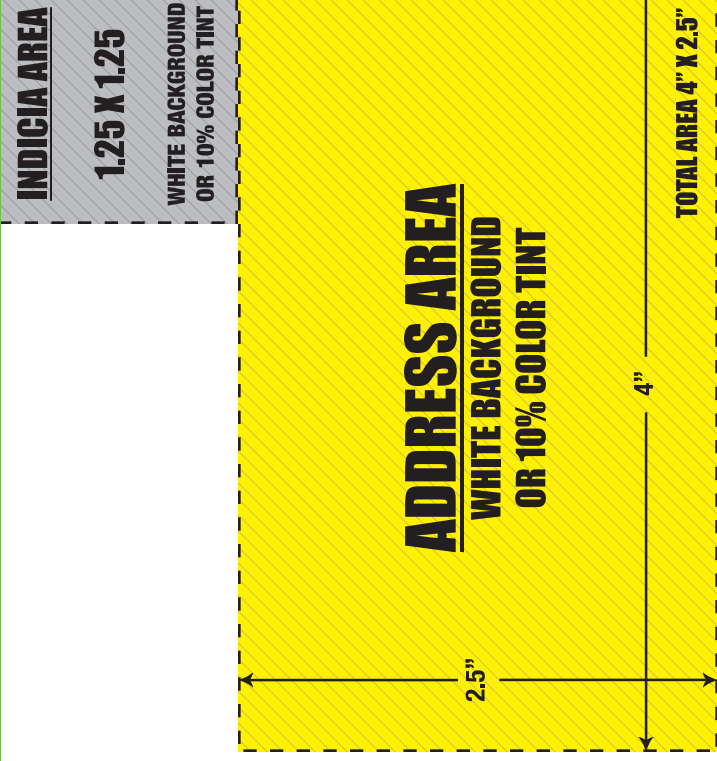 INDICIA AREA
1.25 X 1.25
WHITE BACKGROUND
OR 10% COLOR TINT
ADDRESS AREA
WHITE BACKGROUND
OR 10% COLOR TINT
2.5”
4”
TOTAL AREA 4” X 2.5”